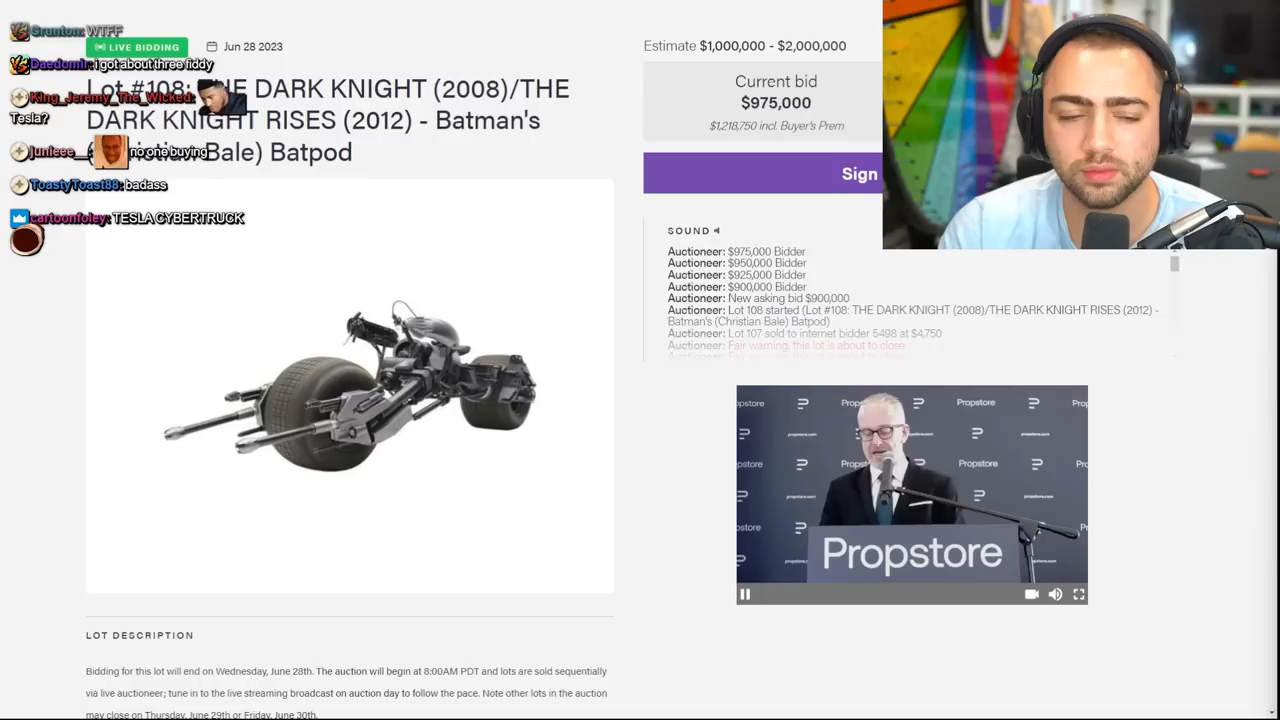 Grunton: WTFF
LIVE BIDDING
Jun 28 2023
Daedomir: I got about three fiddy
Lot #108: THE DARK KNIGHT (2008)/THE
King_Jeremy_The_Wicked:
Tesla?
DARK KNIGHT RISES (2012) - Batman's
junieee__: no one buying
(Christian Bale) Batpod
ToastyToast88: badass
cartoonfoley: TESLA CYBERTRUCK
LOT DESCRIPTION
Bidding for this lot will end on Wednesday, June 28th. The auction will begin at 8:00AM PDT and lots are sold sequentially
via live auctioneer; tune in to the live streaming broadcast on auction day to follow the pace. Note other lots in the auction
may close on Thursday, June 29th or Friday, June 30th.
Estimate $1,000,000 - $2,000,000
Current bid
$975,000
$1,218,750 incl. Buyer's Prem
Sign
SOUND
Auctioneer: $975,000 Bidder
Auctioneer: $950,000 Bidder
Auctioneer: $925,000 Bidder
Auctioneer: $900,000 Bidder
Auctioneer: New asking bid $900,000
Auctioneer: Lot 108 started (Lot #108: THE DARK KNIGHT (2008)/THE DARK KNIGHT RISES (2012) -
Batman's (Christian Bale) Batpod)
Auctioneer: Lot 107 sold to internet bidder 5498 at $4,750
Auctioneer: Fair warning, this lot is about to close
Propstore
propstore.com
Propstore